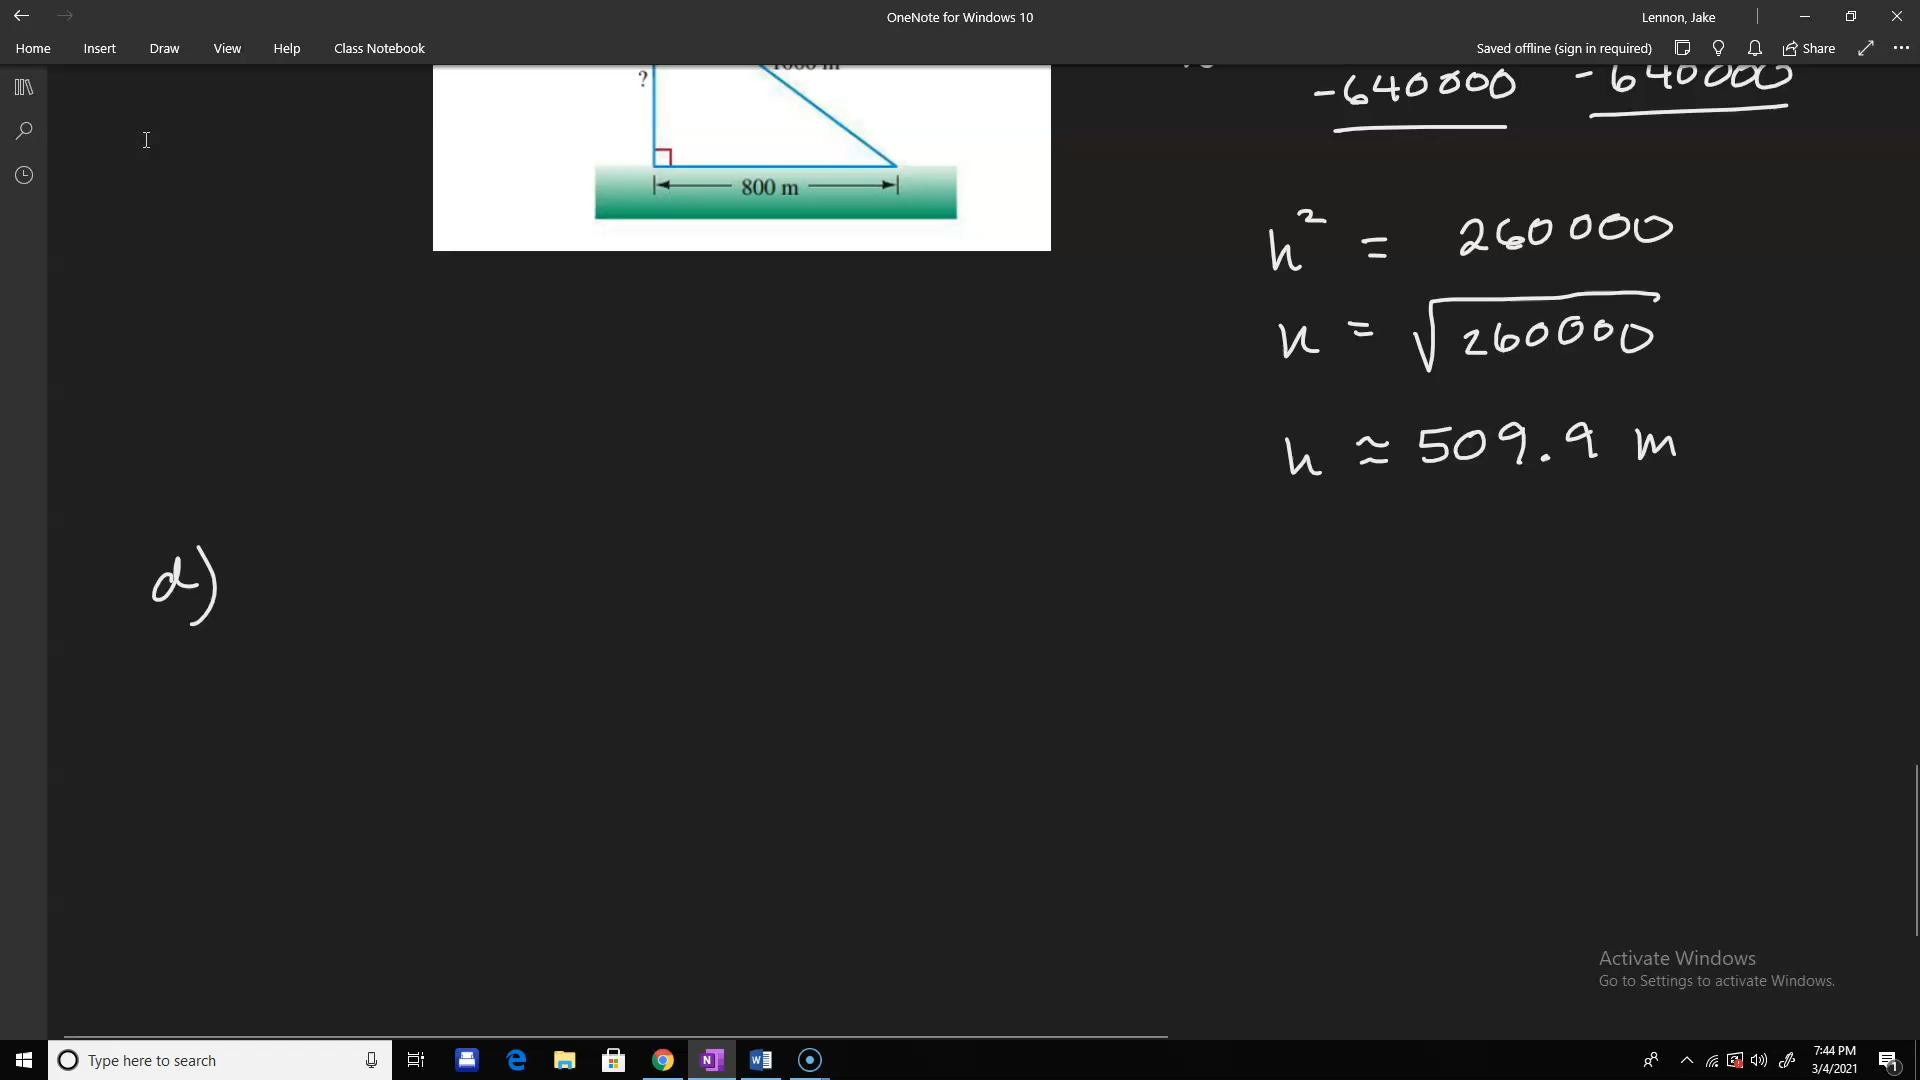 OneNote for Windows 10
Lennon, Jake
Home Insert Draw View Help Class Notebook
Saved offline (sign in required)
Share
?
1000 m
800 m
-640000 -640000
h² = 260000
h = √260000
h ≈ 509.9 m
d)
Activate Windows
Go to Settings to activate Windows.
Type here to search
7:44 PM
3/4/2021
1